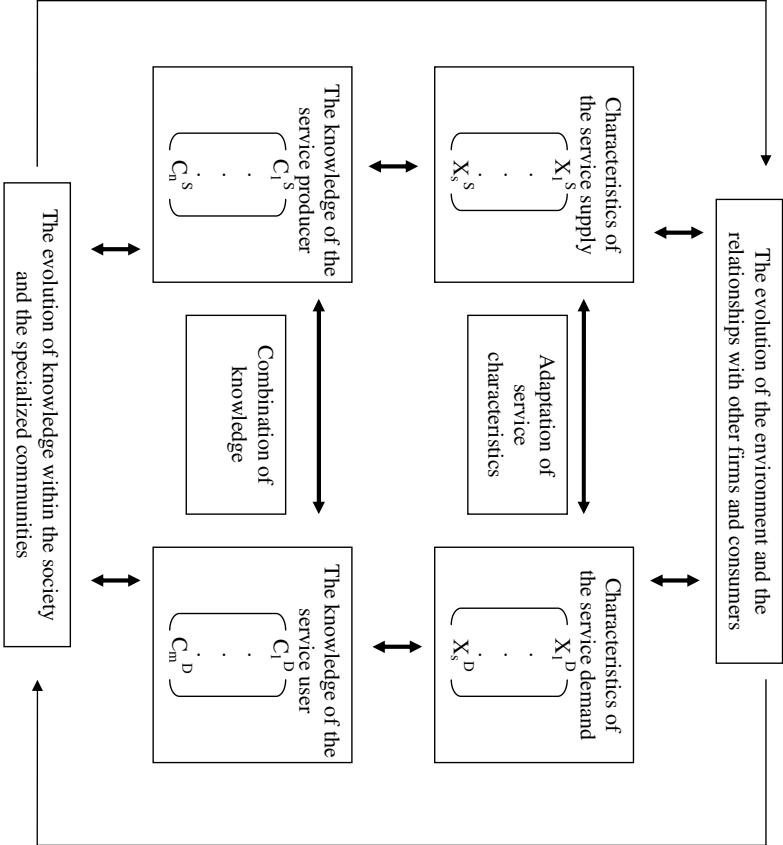 The evolution of the environment and the
relationships with other firms and consumers
Characteristics of
the service supply
X₁ˢ
.
.
.
Xₛˢ
Adaptation of
service
characteristics
Characteristics of
the service demand
X₁ᴰ
.
.
.
Xₛᴰ
The knowledge of the
service producer
C₁ˢ
.
.
.
Cₙˢ
Combination of
knowledge
The knowledge of the
service user
C₁ᴰ
.
.
.
Cₘᴰ
The evolution of knowledge within the society
and the specialized communities